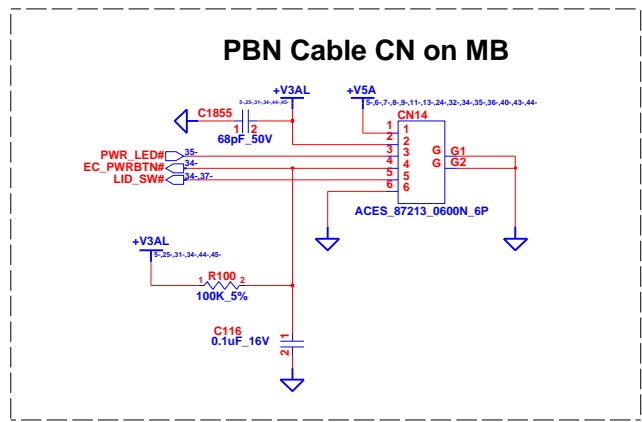 PBN Cable CN on MB
+V3AL
+V5A
5-,25-,31-,34-,44-,45-
5-,6-,7-,8-,9-,11-,13-,24-,32-,34-,35-,36-,40-,43-,44-
C1855
CN14
1 2
68pF_50V
1 1
2 2
3 3
4 4
5 5
6 6
G G1
G G2
PWR_LED# 35-
EC_PWRBTN# 34-
LID_SW# 34-,37-
ACES_87213_0600N_6P
+V3AL
5-,25-,31-,34-,44-,45-
R100
1 2
100K_5%
C116
0.1uF_16V
1
2